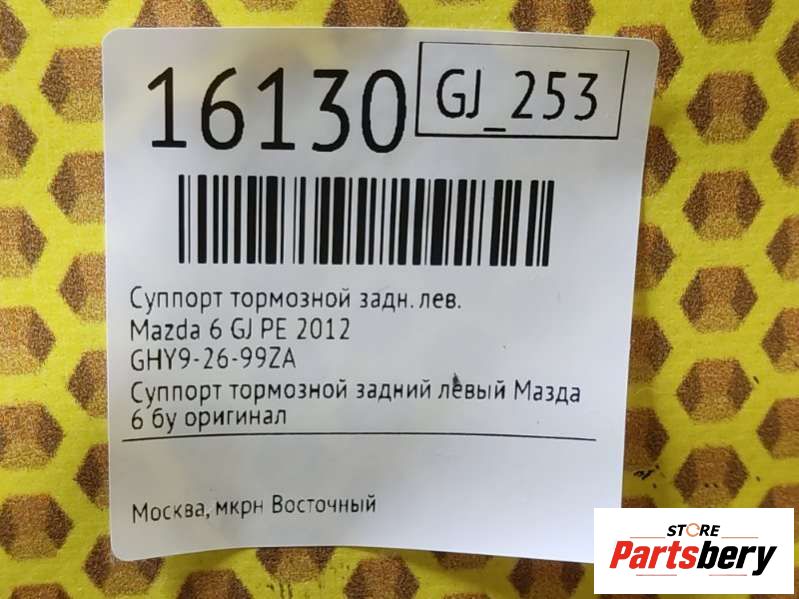 16130
GJ_253
Суппорт тормозной задн. лев.
Mazda 6 GJ PE 2012
GHY9-26-99ZA
Суппорт тормозной задний левый Мазда
6 бу оригинал
Москва, мкрн Восточный
STORE
Partsbery